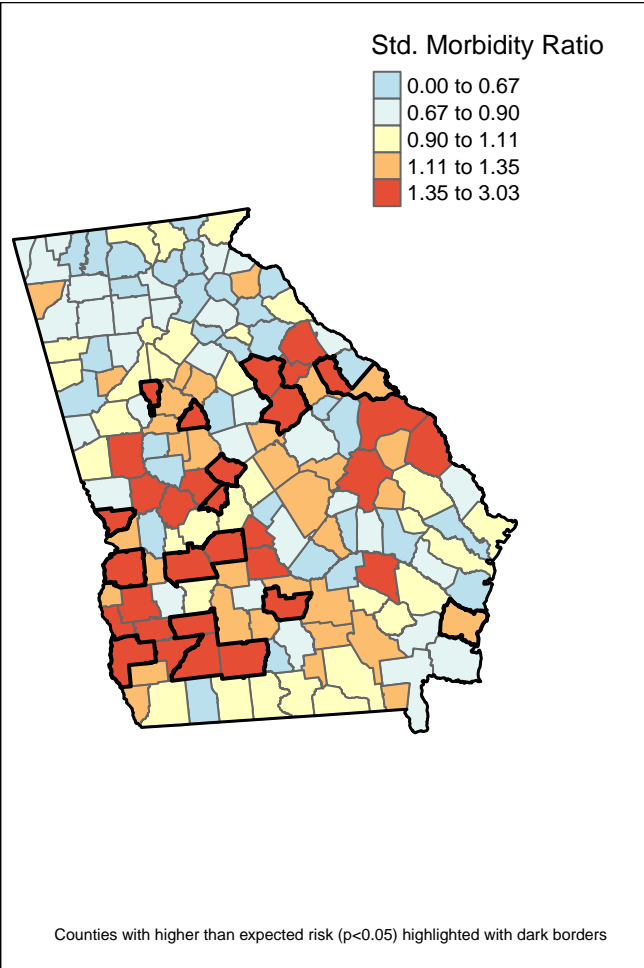 Std. Morbidity Ratio
0.00 to 0.67
0.67 to 0.90
0.90 to 1.11
1.11 to 1.35
1.35 to 3.03
Counties with higher than expected risk (p<0.05) highlighted with dark borders